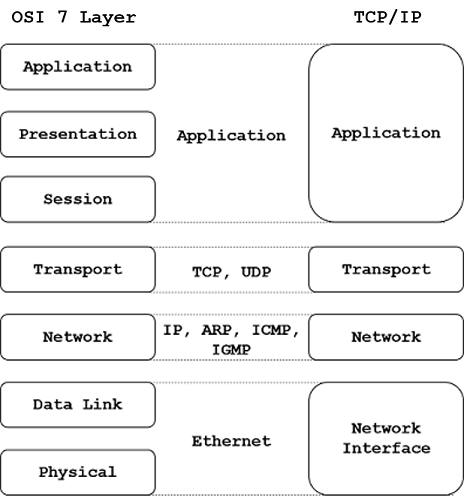 OSI 7 Layer
TCP/IP
Application
Presentation
Application
Application
Session
Transport
TCP, UDP
Transport
Network
IP, ARP, ICMP,
IGMP
Network
Data Link
Ethernet
Network
Interface
Physical